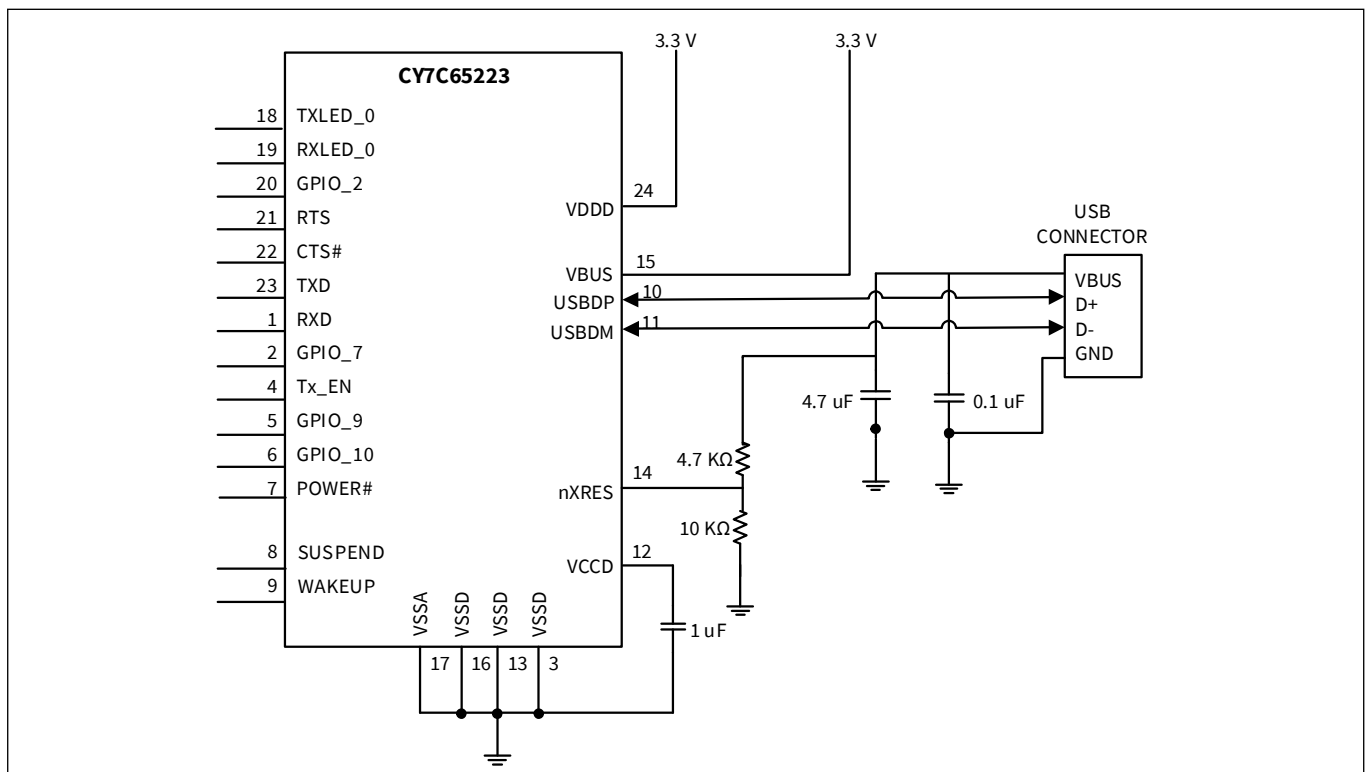 3.3 V
3.3 V
CY7C65223
18 TXLED_0
19 RXLED_0
20 GPIO_2
21 RTS
22 CTS#
23 TXD
1 RXD
2 GPIO_7
4 Tx_EN
5 GPIO_9
6 GPIO_10
7 POWER#
8 SUSPEND
9 WAKEUP
VDDD 24
VBUS 15
USBDP 10
USBDM 11
nXRES 14
VCCD 12
VSSA
VSSD
VSSD
VSSD
17
16
13
3
USB
CONNECTOR
VBUS
D+
D-
GND
4.7 uF
0.1 uF
4.7 KΩ
10 KΩ
1 uF